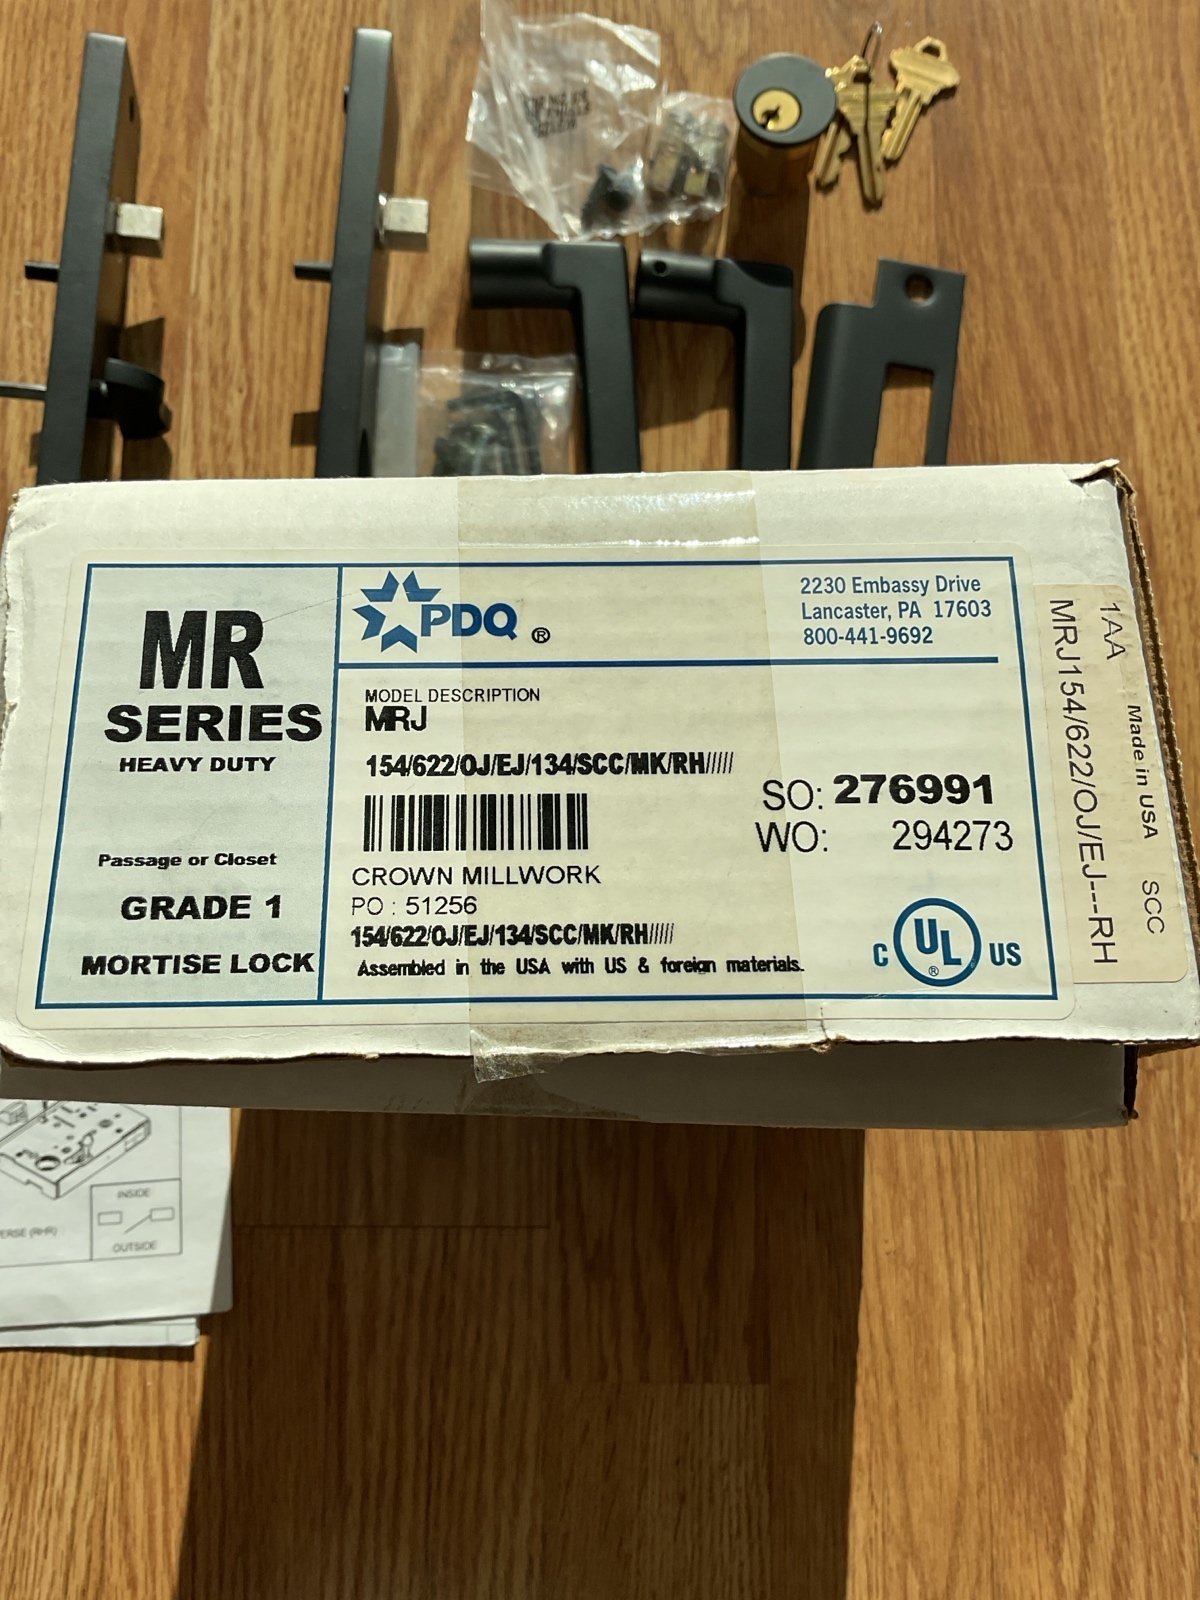 MR
SERIES
HEAVY DUTY
Passage or Closet
GRADE 1
MORTISE LOCK
PDQ ®
2230 Embassy Drive
Lancaster, PA 17603
800-441-9692
MODEL DESCRIPTION
MRJ
154/622/OJ/EJ/134/SCC/MK/RH/////
SO: 276991
WO: 294273
CROWN MILLWORK
PO : 51256
154/622/OJ/EJ/134/SCC/MK/RH/////
Assembled in the USA with US & foreign materials.
C UL ® US
1AA
Made in USA
SCC
MRJ154/622/OJ/EJ---RH
INSIDE
ERSE (RHR)
OUTSIDE